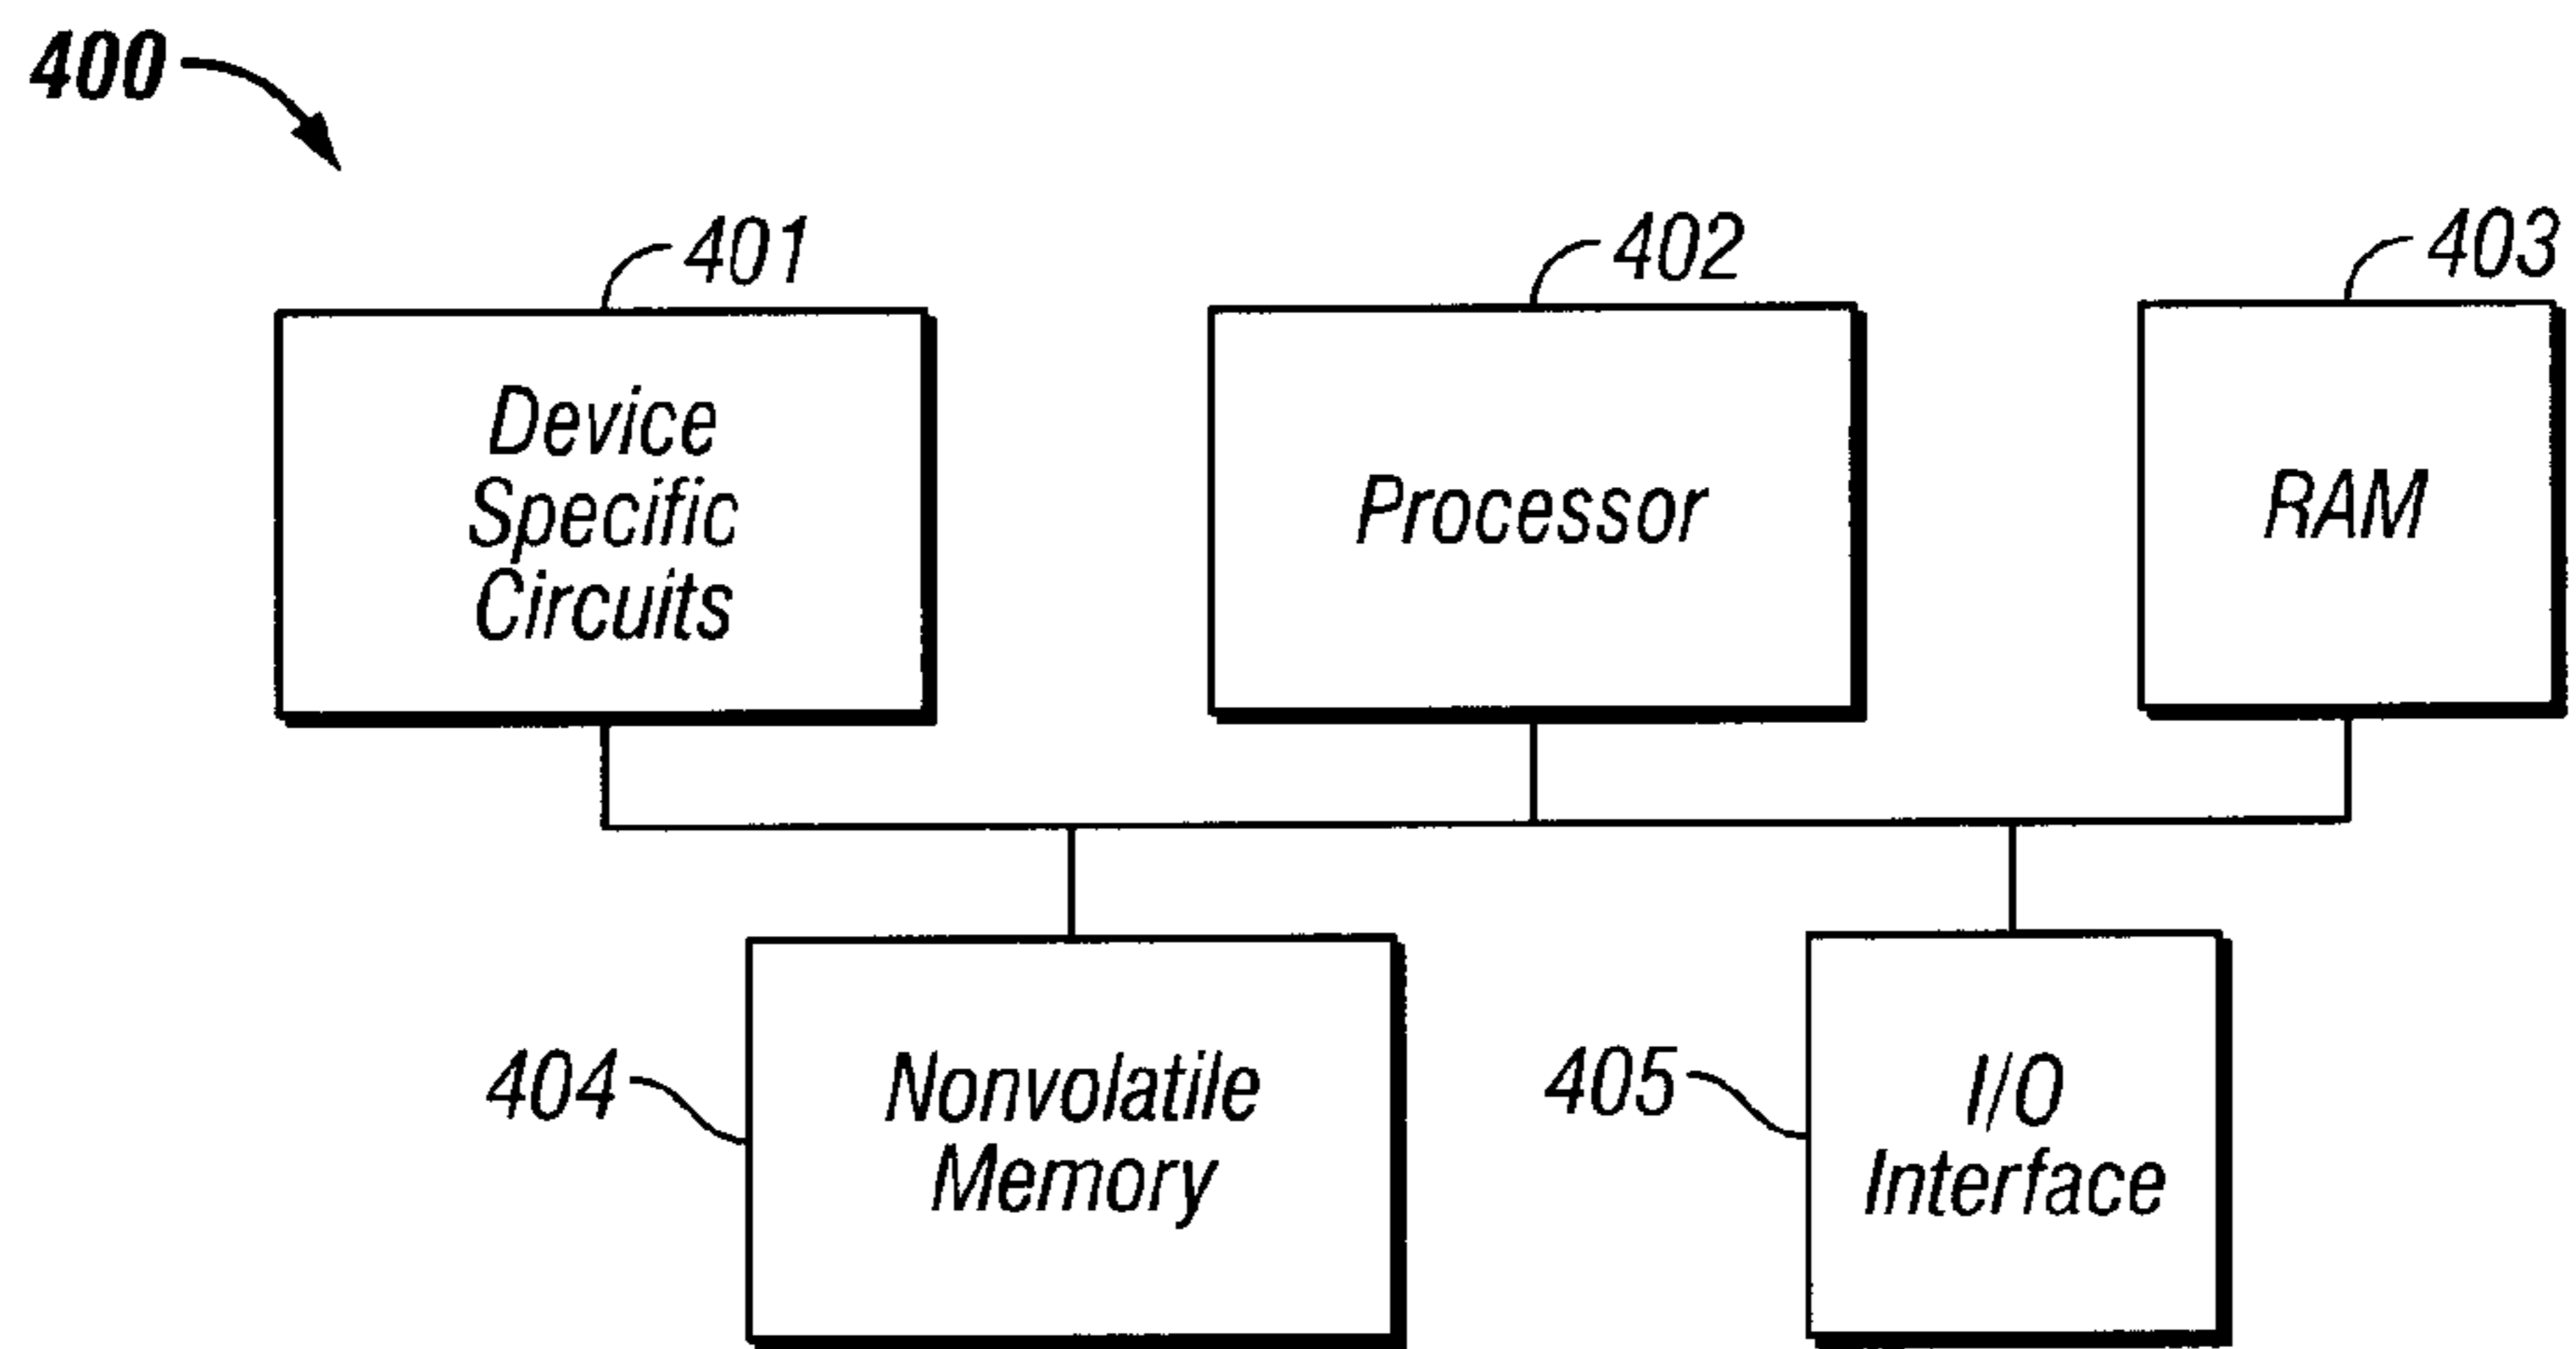 400
401
402
403
Device
Specific
Circuits
Processor
RAM
404
Nonvolatile
Memory
405
I/O
Interface